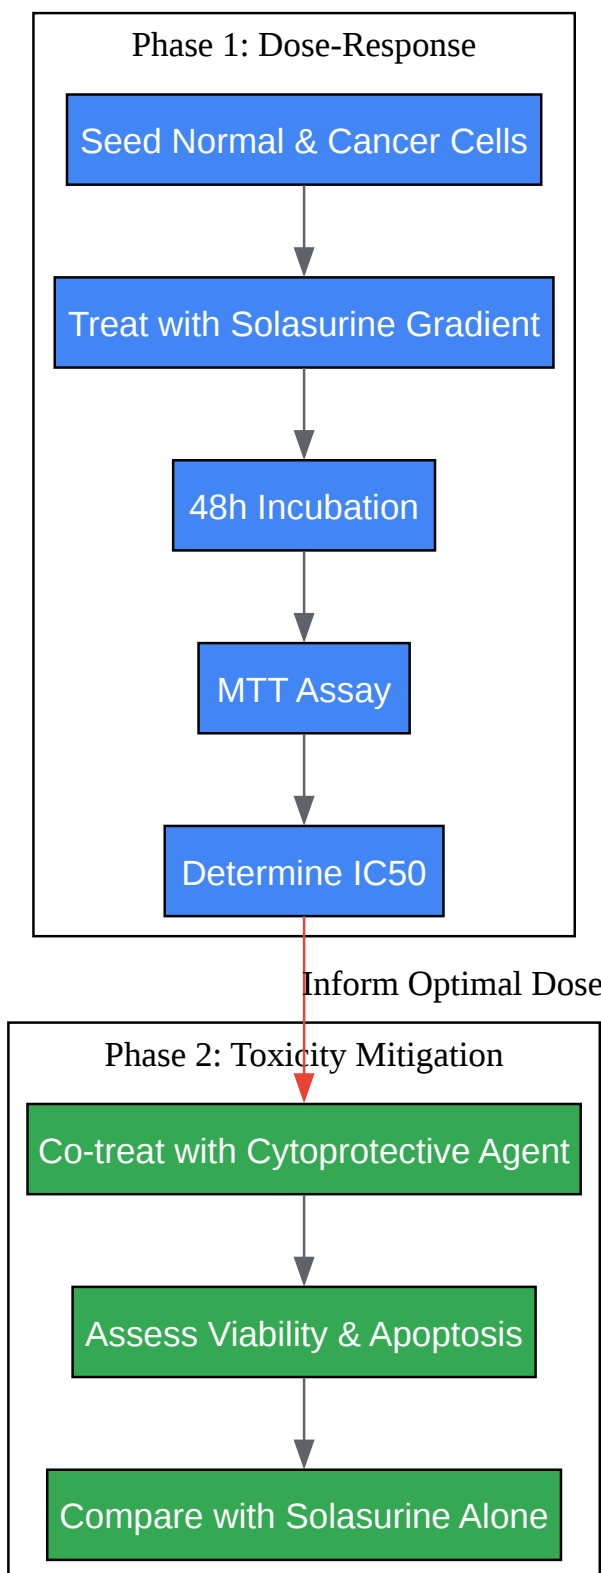 Phase 1: Dose-Response
Seed Normal & Cancer Cells
Treat with Solasurine Gradient
48h Incubation
MTT Assay
Determine IC50
Inform Optimal Dose
Phase 2: Toxicity Mitigation
Co-treat with Cytoprotective Agent
Assess Viability & Apoptosis
Compare with Solasurine Alone